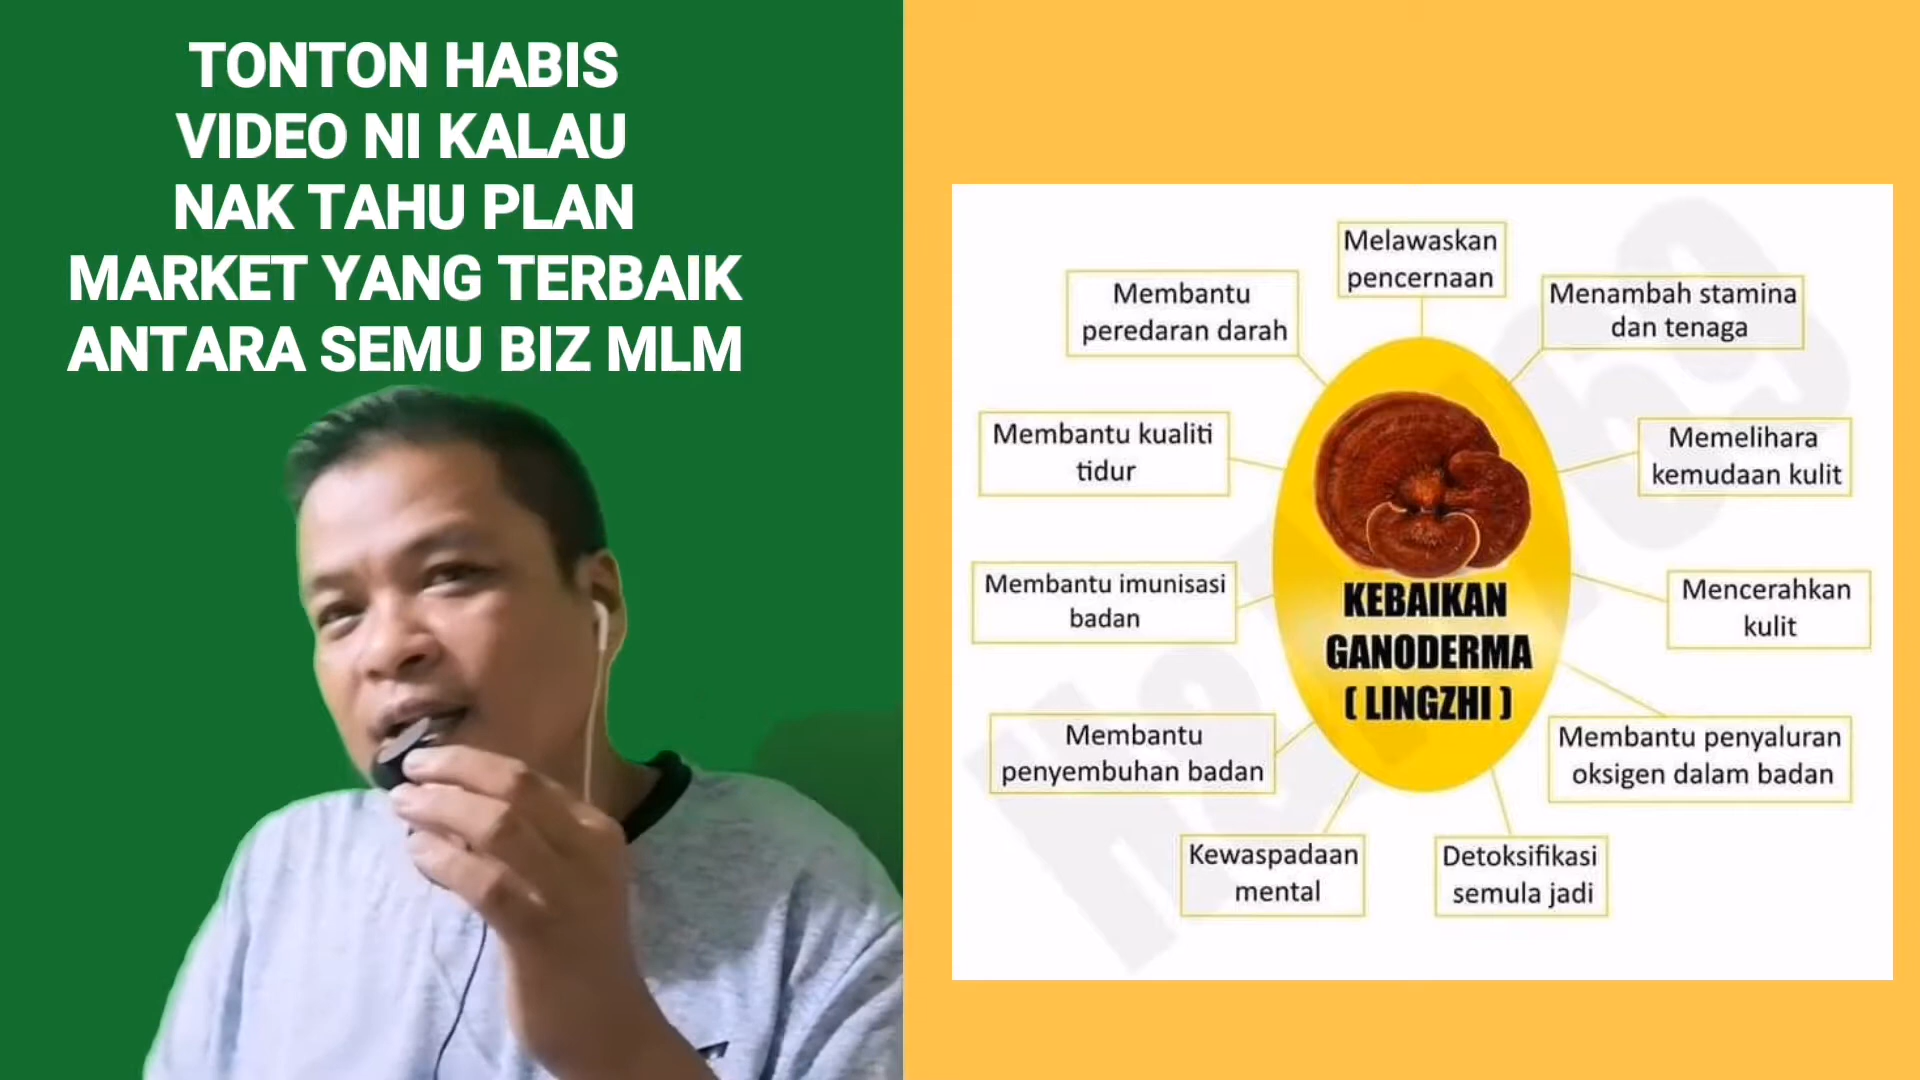 TONTON HABIS
VIDEO NI KALAU
NAK TAHU PLAN
MARKET YANG TERBAIK
ANTARA SEMU BIZ MLM
Melawaskan
pencernaan
Membantu
peredaran darah
Menambah stamina
dan tenaga
Membantu kualiti
tidur
Memelihara
kemudaan kulit
Membantu imunisasi
badan
Mencerahkan
kulit
KEBAIKAN
GANODERMA
( LINGZHI )
Membantu
penyembuhan badan
Membantu penyaluran
oksigen dalam badan
Kewaspadaan
mental
Detoksifikasi
semula jadi